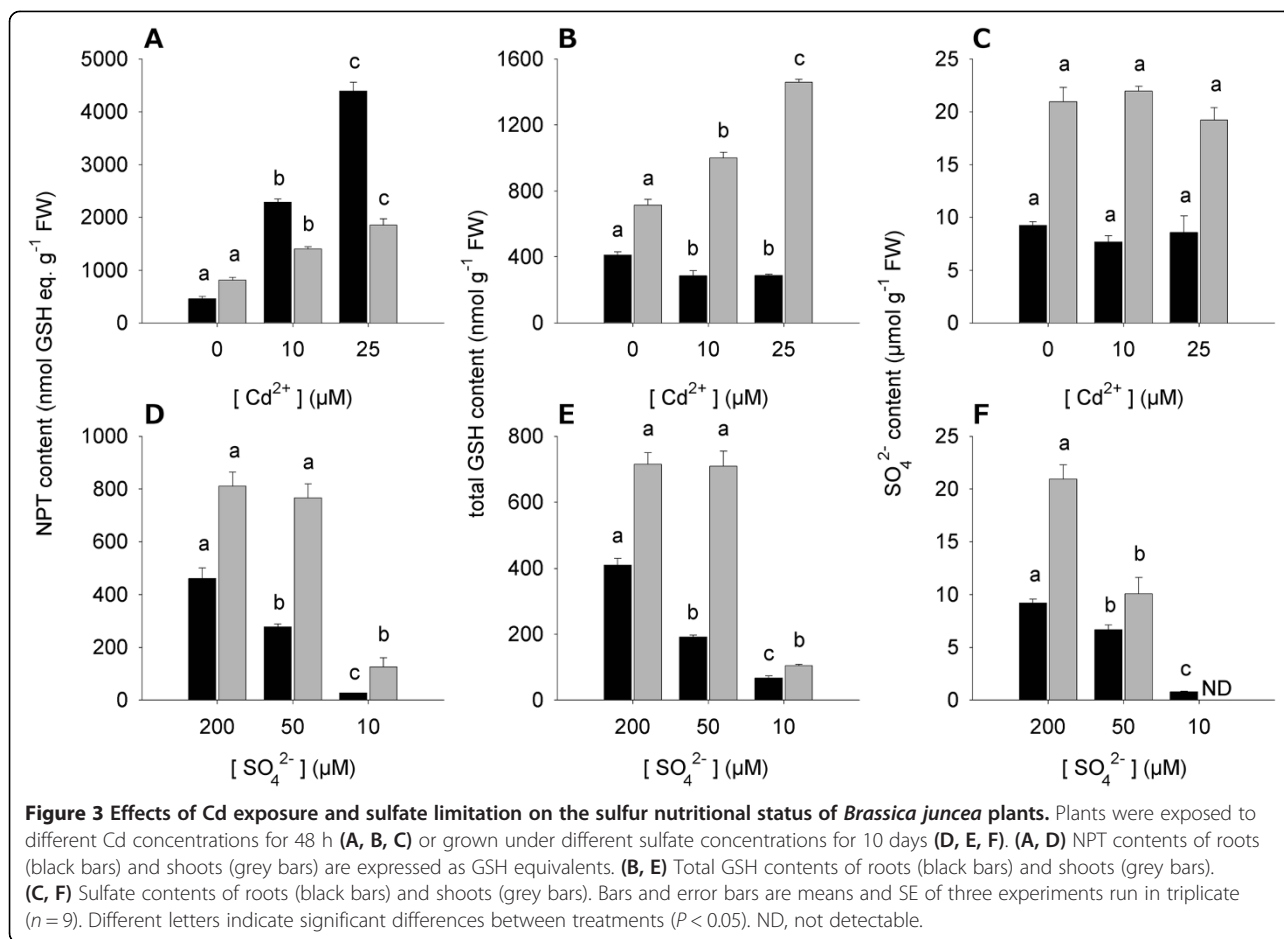 A
NPT content (nmol GSH eq. g⁻¹ FW)
5000
4000
3000
2000
1000
0
a a
b b
c c
0 10 25
[ Cd²⁺ ] (µM)
B
total GSH content (nmol g⁻¹ FW)
1600
1200
800
400
0
a a
b b
b c
0 10 25
[ Cd²⁺ ] (µM)
C
SO₄²⁻ content (µmol g⁻¹ FW)
25
20
15
10
5
0
a a
a a
a a
0 10 25
[ Cd²⁺ ] (µM)
D
1000
800
600
400
200
0
a a
b a
c b
200 50 10
[ SO₄²⁻ ] (µM)
E
800
600
400
200
0
a a
b a
c b
200 50 10
[ SO₄²⁻ ] (µM)
F
25
20
15
10
5
0
a a
b b
c ND
200 50 10
[ SO₄²⁻ ] (µM)
Figure 3 Effects of Cd exposure and sulfate limitation on the sulfur nutritional status of Brassica juncea plants. Plants were exposed to
different Cd concentrations for 48 h (A, B, C) or grown under different sulfate concentrations for 10 days (D, E, F). (A, D) NPT contents of roots
(black bars) and shoots (grey bars) are expressed as GSH equivalents. (B, E) Total GSH contents of roots (black bars) and shoots (grey bars).
(C, F) Sulfate contents of roots (black bars) and shoots (grey bars). Bars and error bars are means and SE of three experiments run in triplicate
(n = 9). Different letters indicate significant differences between treatments (P < 0.05). ND, not detectable.